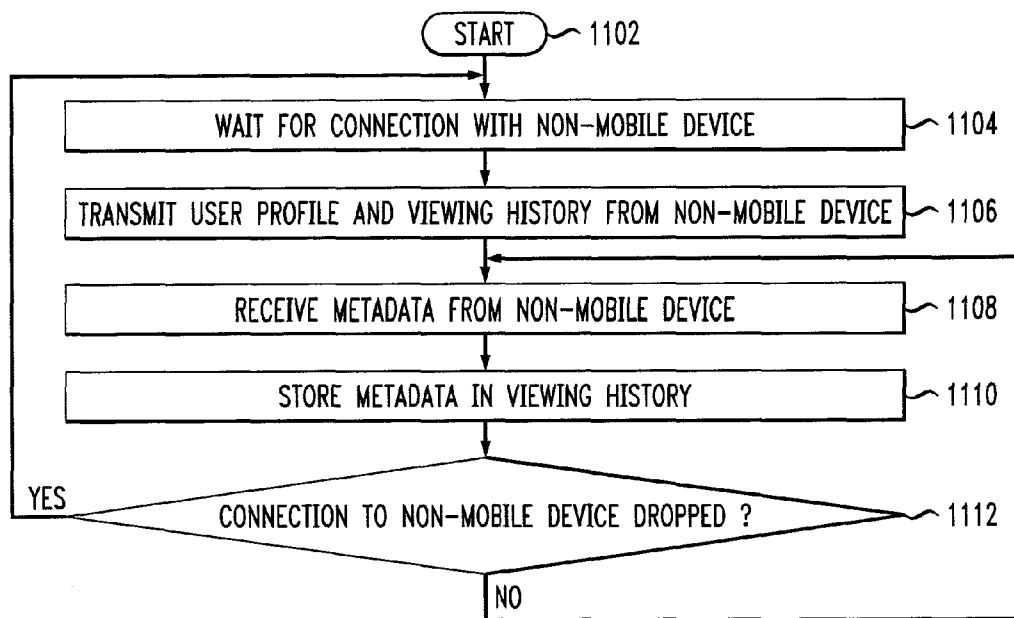 START 1102
WAIT FOR CONNECTION WITH NON-MOBILE DEVICE 1104
TRANSMIT USER PROFILE AND VIEWING HISTORY FROM NON-MOBILE DEVICE 1106
RECEIVE METADATA FROM NON-MOBILE DEVICE 1108
STORE METADATA IN VIEWING HISTORY 1110
YES
CONNECTION TO NON-MOBILE DEVICE DROPPED ? 1112
NO